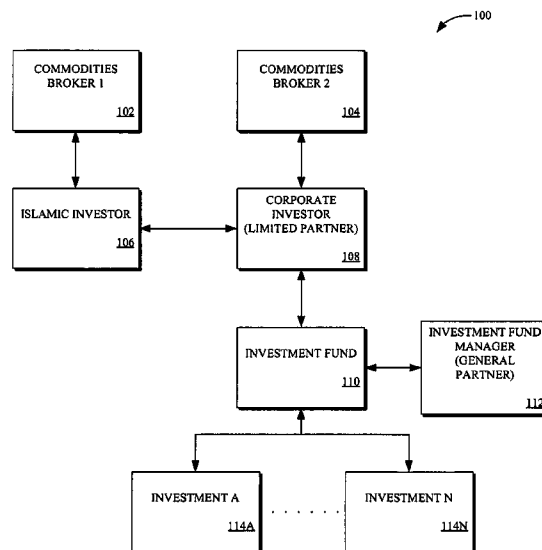 100
COMMODITIES
BROKER 1
102
COMMODITIES
BROKER 2
104
ISLAMIC INVESTOR
106
CORPORATE
INVESTOR
(LIMITED PARTNER)
108
INVESTMENT FUND
110
INVESTMENT FUND
MANAGER
(GENERAL
PARTNER)
112
INVESTMENT A
114A
INVESTMENT N
114N